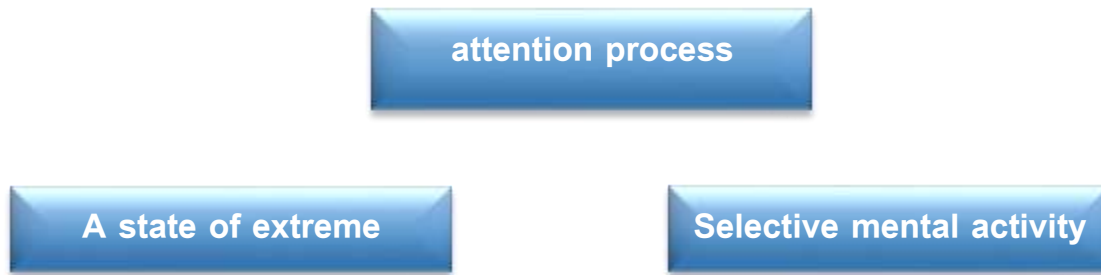 attention process
A state of extreme
Selective mental activity